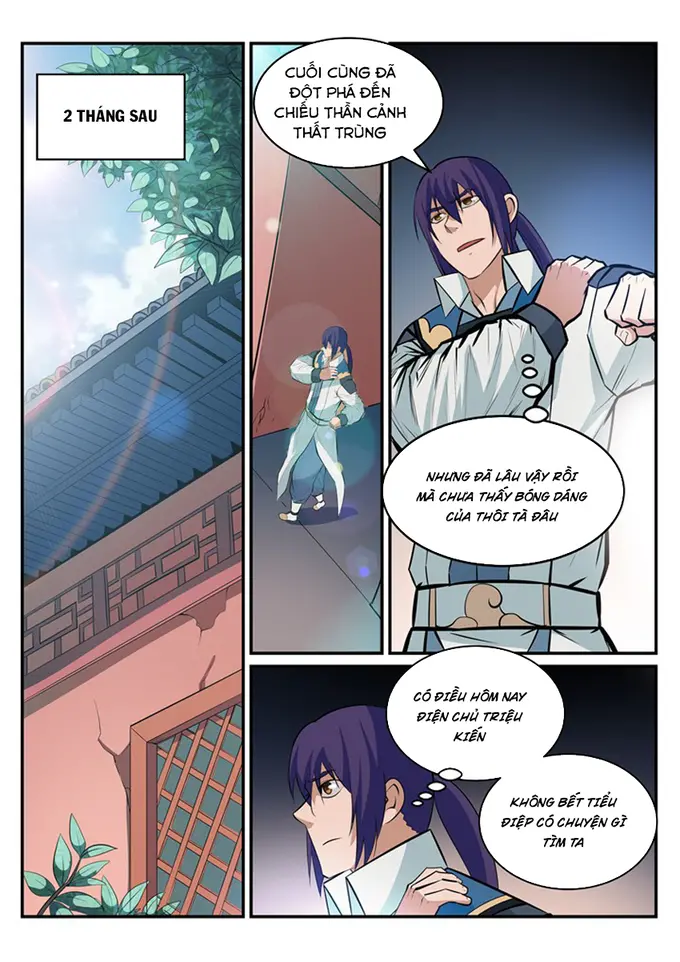 2 THÁNG SAU
CUỐI CÙNG ĐÃ
ĐỘT PHÁ ĐẾN
CHIẾU THẦN CẢNH
THẤT TRÙNG
NHƯNG ĐÃ LÂU VẬY RỒI
MÀ CHƯA THẤY BÓNG DÁNG
CỦA THÔI TÀ ĐÂU
CÓ ĐIỀU HÔM NAY
ĐIỆN CHỦ TRIỆU
KIẾN
KHÔNG BẾT TIỂU
ĐIỆP CÓ CHUYỆN GÌ
TÌM TA